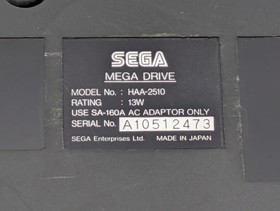 SEGA
MEGA DRIVE
MODEL No. : HAA-2510
RATING : 13W
USE SA-160A AC ADAPTOR ONLY
SERIAL No. A10512473
SEGA Enterprises Ltd. MADE IN JAPAN